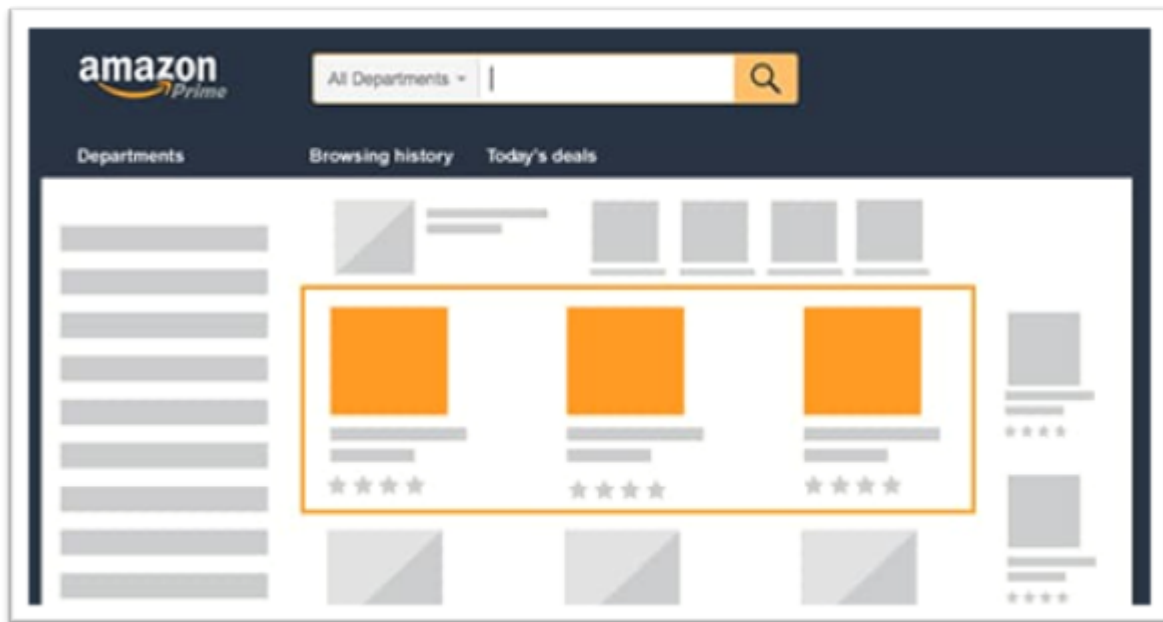 amazon
Prime
All Departments
Departments
Browsing history
Today's deals